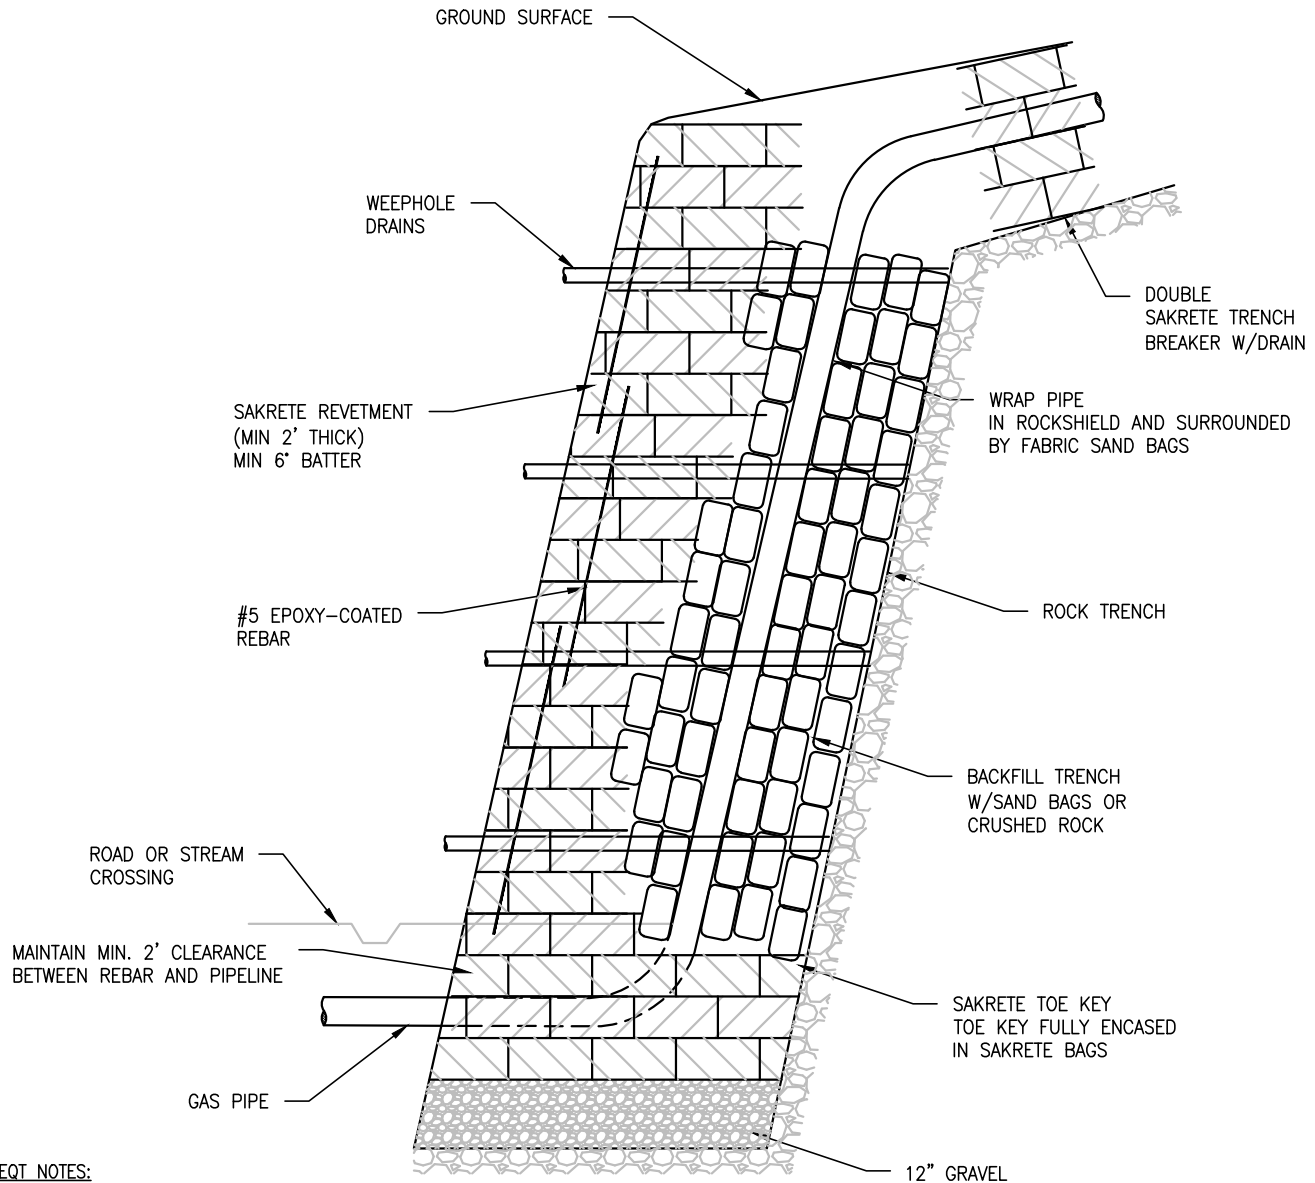 GROUND SURFACE
WEEPHOLE
DRAINS
DOUBLE
SAKRETE TRENCH
BREAKER W/DRAIN
WRAP PIPE
IN ROCKSHIELD AND SURROUNDED
BY FABRIC SAND BAGS
SAKRETE REVETMENT
(MIN 2' THICK)
MIN 6° BATTER
#5 EPOXY-COATED
REBAR
ROCK TRENCH
BACKFILL TRENCH
W/SAND BAGS OR
CRUSHED ROCK
ROAD OR STREAM
CROSSING
MAINTAIN MIN. 2' CLEARANCE
BETWEEN REBAR AND PIPELINE
SAKRETE TOE KEY
TOE KEY FULLY ENCASED
IN SAKRETE BAGS
GAS PIPE
12" GRAVEL
EQT NOTES: